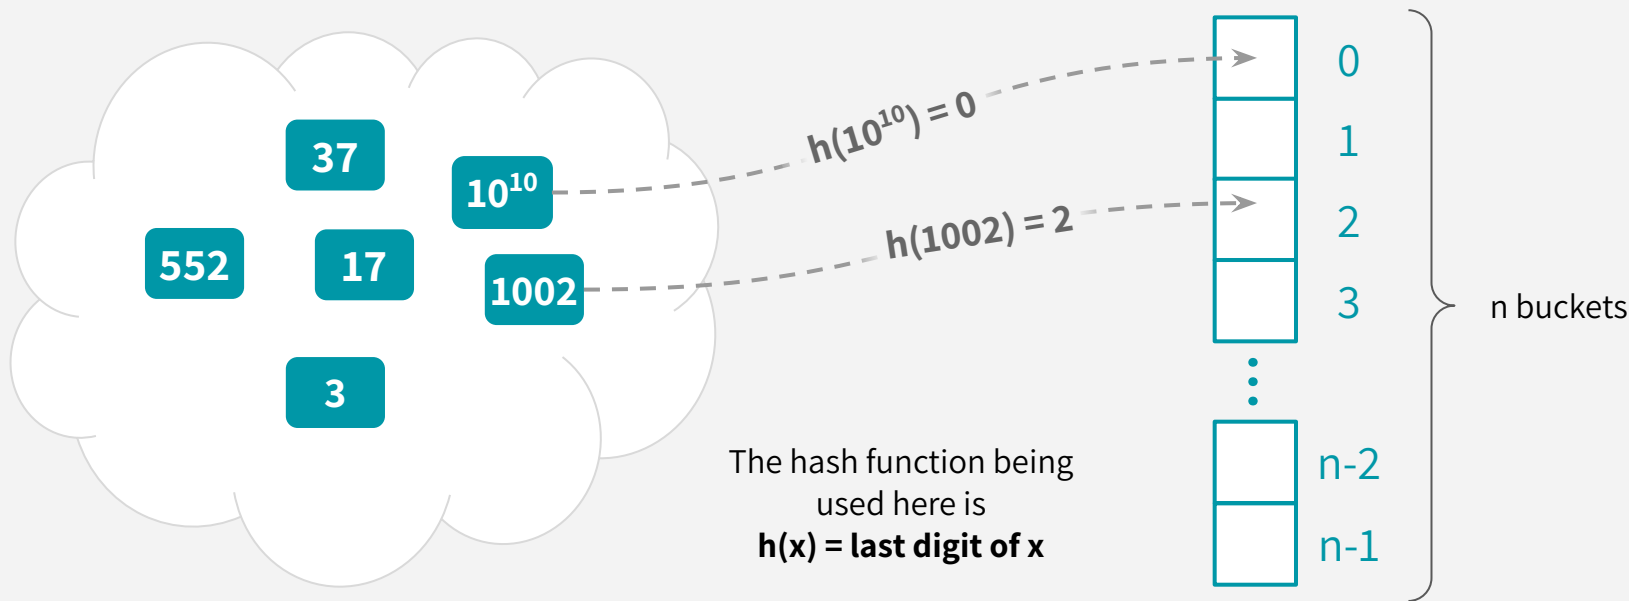 37
10¹⁰
552
17
1002
3
h(10¹⁰) = 0
h(1002) = 2
0
1
2
3
n-2
n-1
n buckets
The hash function being
used here is
h(x) = last digit of x